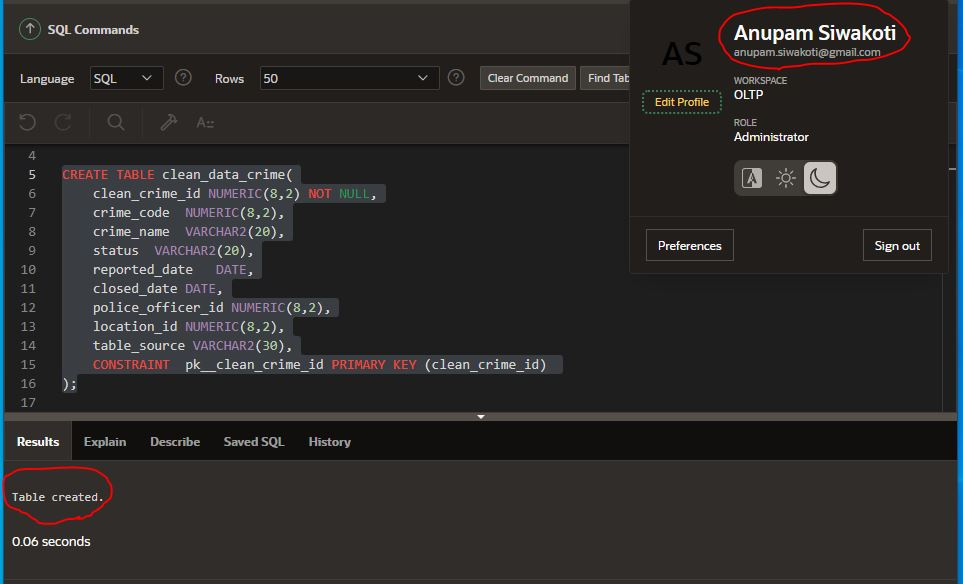 SQL Commands
Language SQL Rows 50 Clear Command Find Tab
4
5 CREATE TABLE clean_data_crime(
6 clean_crime_id NUMERIC(8,2) NOT NULL,
7 crime_code NUMERIC(8,2),
8 crime_name VARCHAR2(20),
9 status VARCHAR2(20),
10 reported_date DATE,
11 closed_date DATE,
12 police_officer_id NUMERIC(8,2),
13 location_id NUMERIC(8,2),
14 table_source VARCHAR2(30),
15 CONSTRAINT pk__clean_crime_id PRIMARY KEY (clean_crime_id)
16 );
17
Results Explain Describe Saved SQL History
Table created.
0.06 seconds
AS
Anupam Siwakoti
anupam.siwakoti@gmail.com
Edit Profile
WORKSPACE
OLTP
ROLE
Administrator
Preferences Sign out